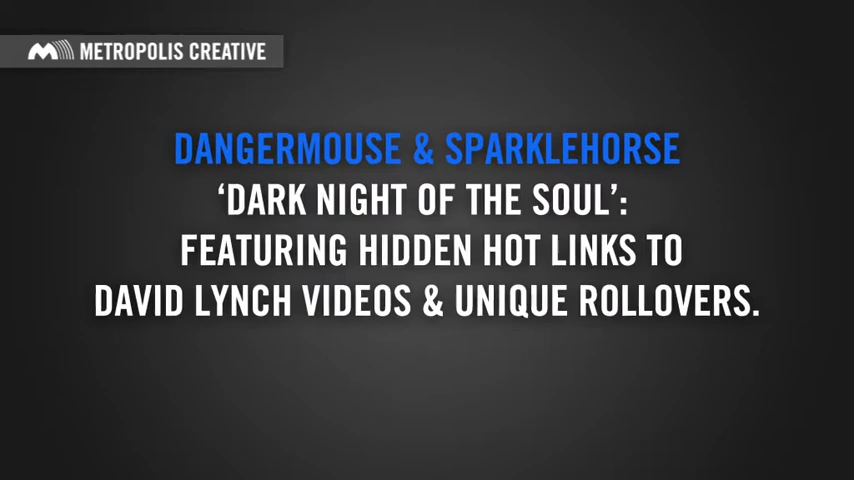 METROPOLIS CREATIVE
DANGERMOUSE & SPARKLEHORSE
‘DARK NIGHT OF THE SOUL’:
FEATURING HIDDEN HOT LINKS TO
DAVID LYNCH VIDEOS & UNIQUE ROLLOVERS.